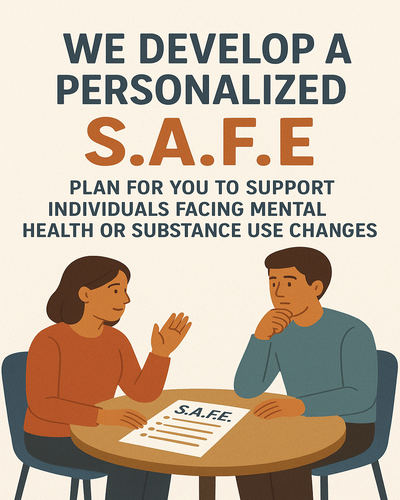 WE DEVELOP A
PERSONALIZED
S.A.F.E
PLAN FOR YOU TO SUPPORT
INDIVIDUALS FACING MENTAL
HEALTH OR SUBSTANCE USE CHANGES
S.A.F.E.